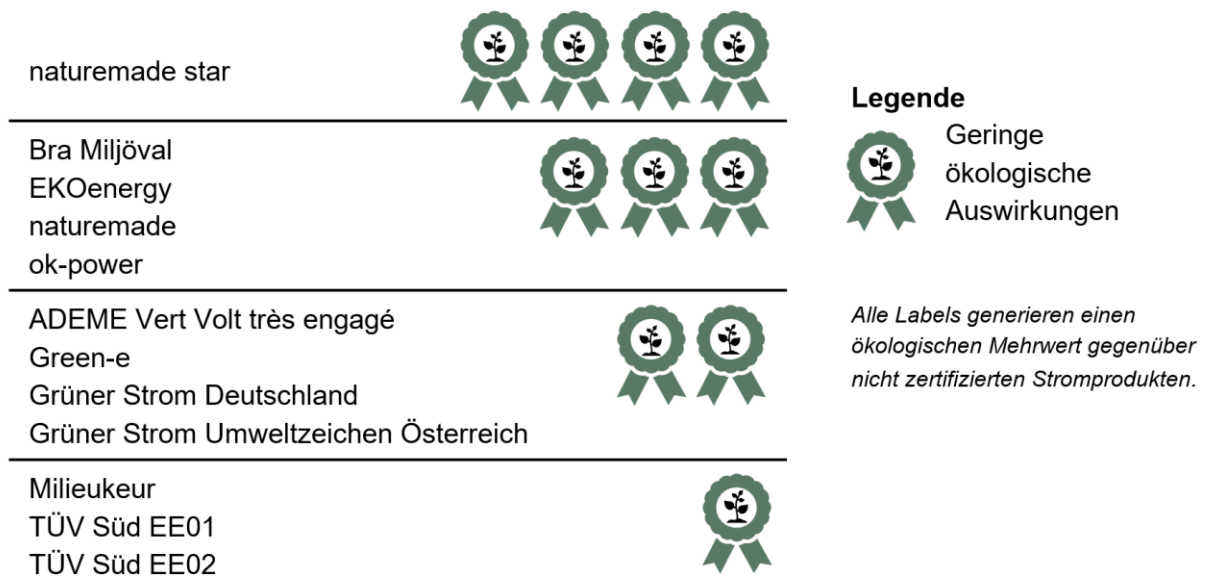 naturemade star
Bra Miljöval
EKOenergy
naturemade
ok-power
ADEME Vert Volt très engagé
Green-e
Grüner Strom Deutschland
Grüner Strom Umweltzeichen Österreich
Milieukeur
TÜV Süd EE01
TÜV Süd EE02
Legende
Geringe
ökologische
Auswirkungen
Alle Labels generieren einen
ökologischen Mehrwert gegenüber
nicht zertifizierten Stromprodukten.